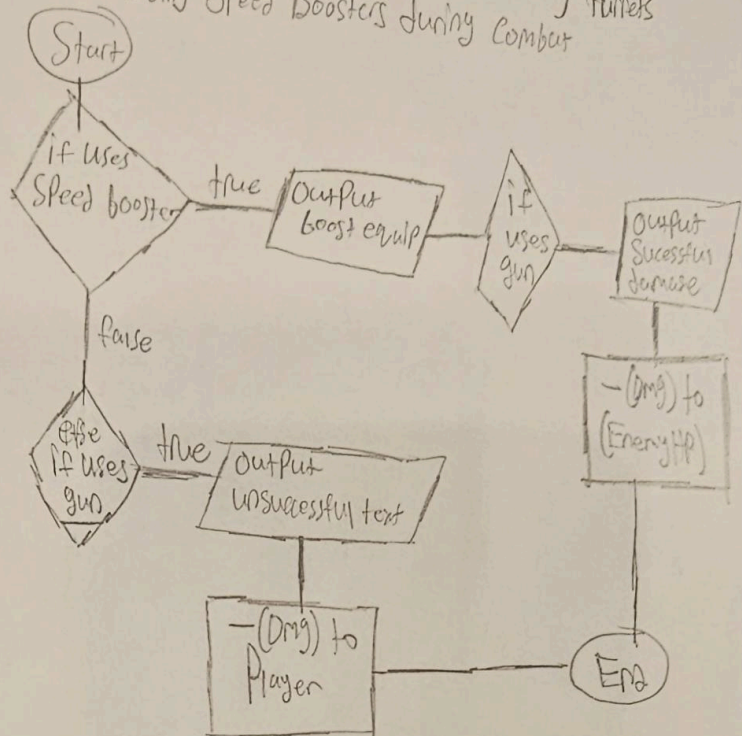 Speed Boosters during Combat
Turrets
Start
if uses
Speed booster
true
OutPut
boost equip
if
uses
gun
OutPut
Sucessful
damage
-(Dmg) to
(EnemyHP)
false
else
if uses
gun
true
OutPut
unsuccessful text
-(Dmg) to
Player
End